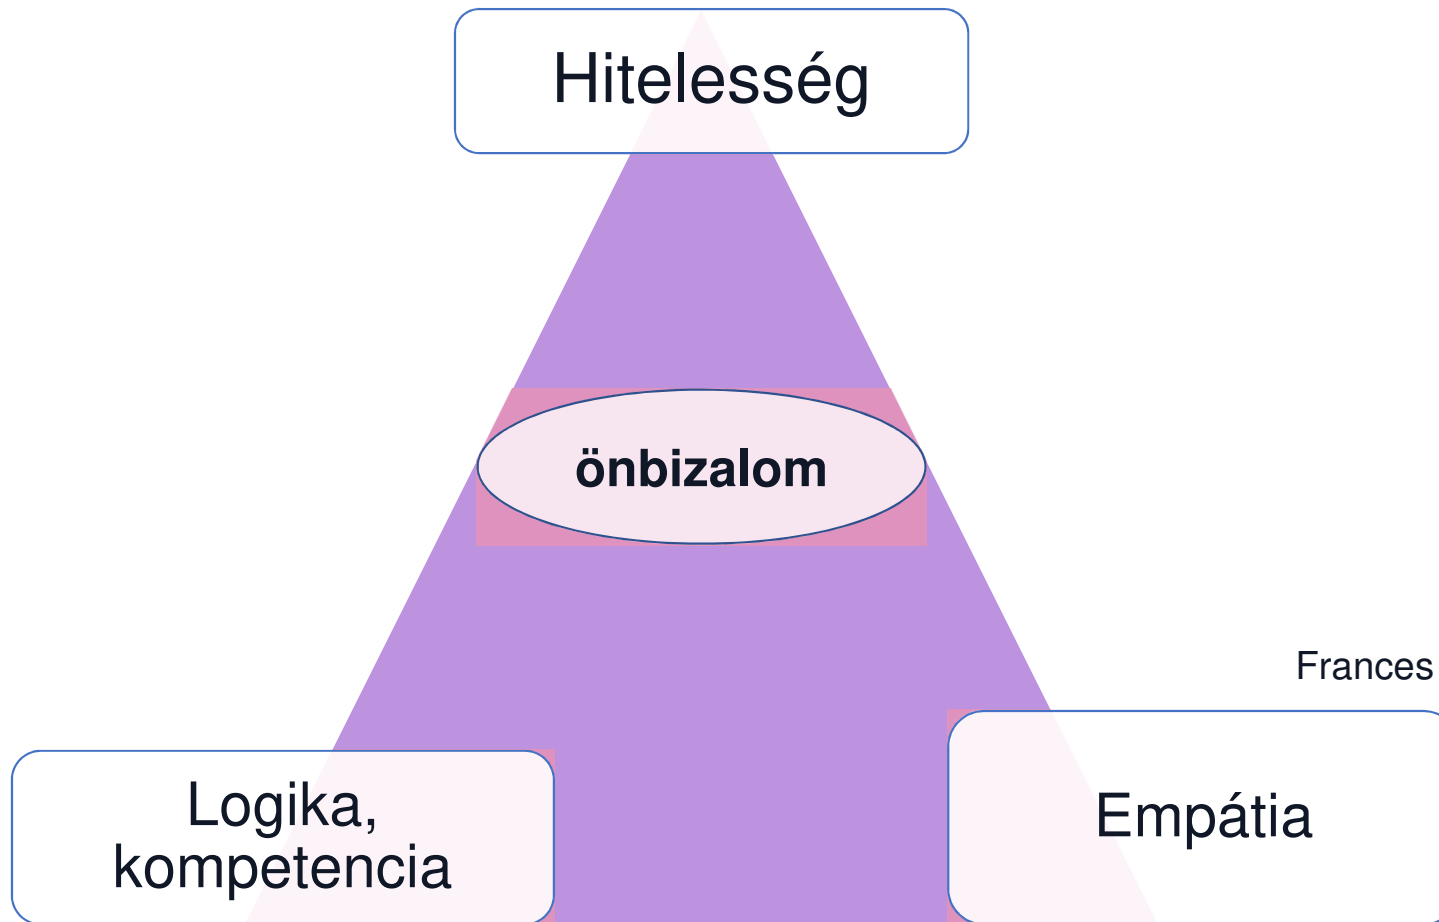 Hitelesség
önbizalom
Frances
Logika,
kompetencia
Empátia